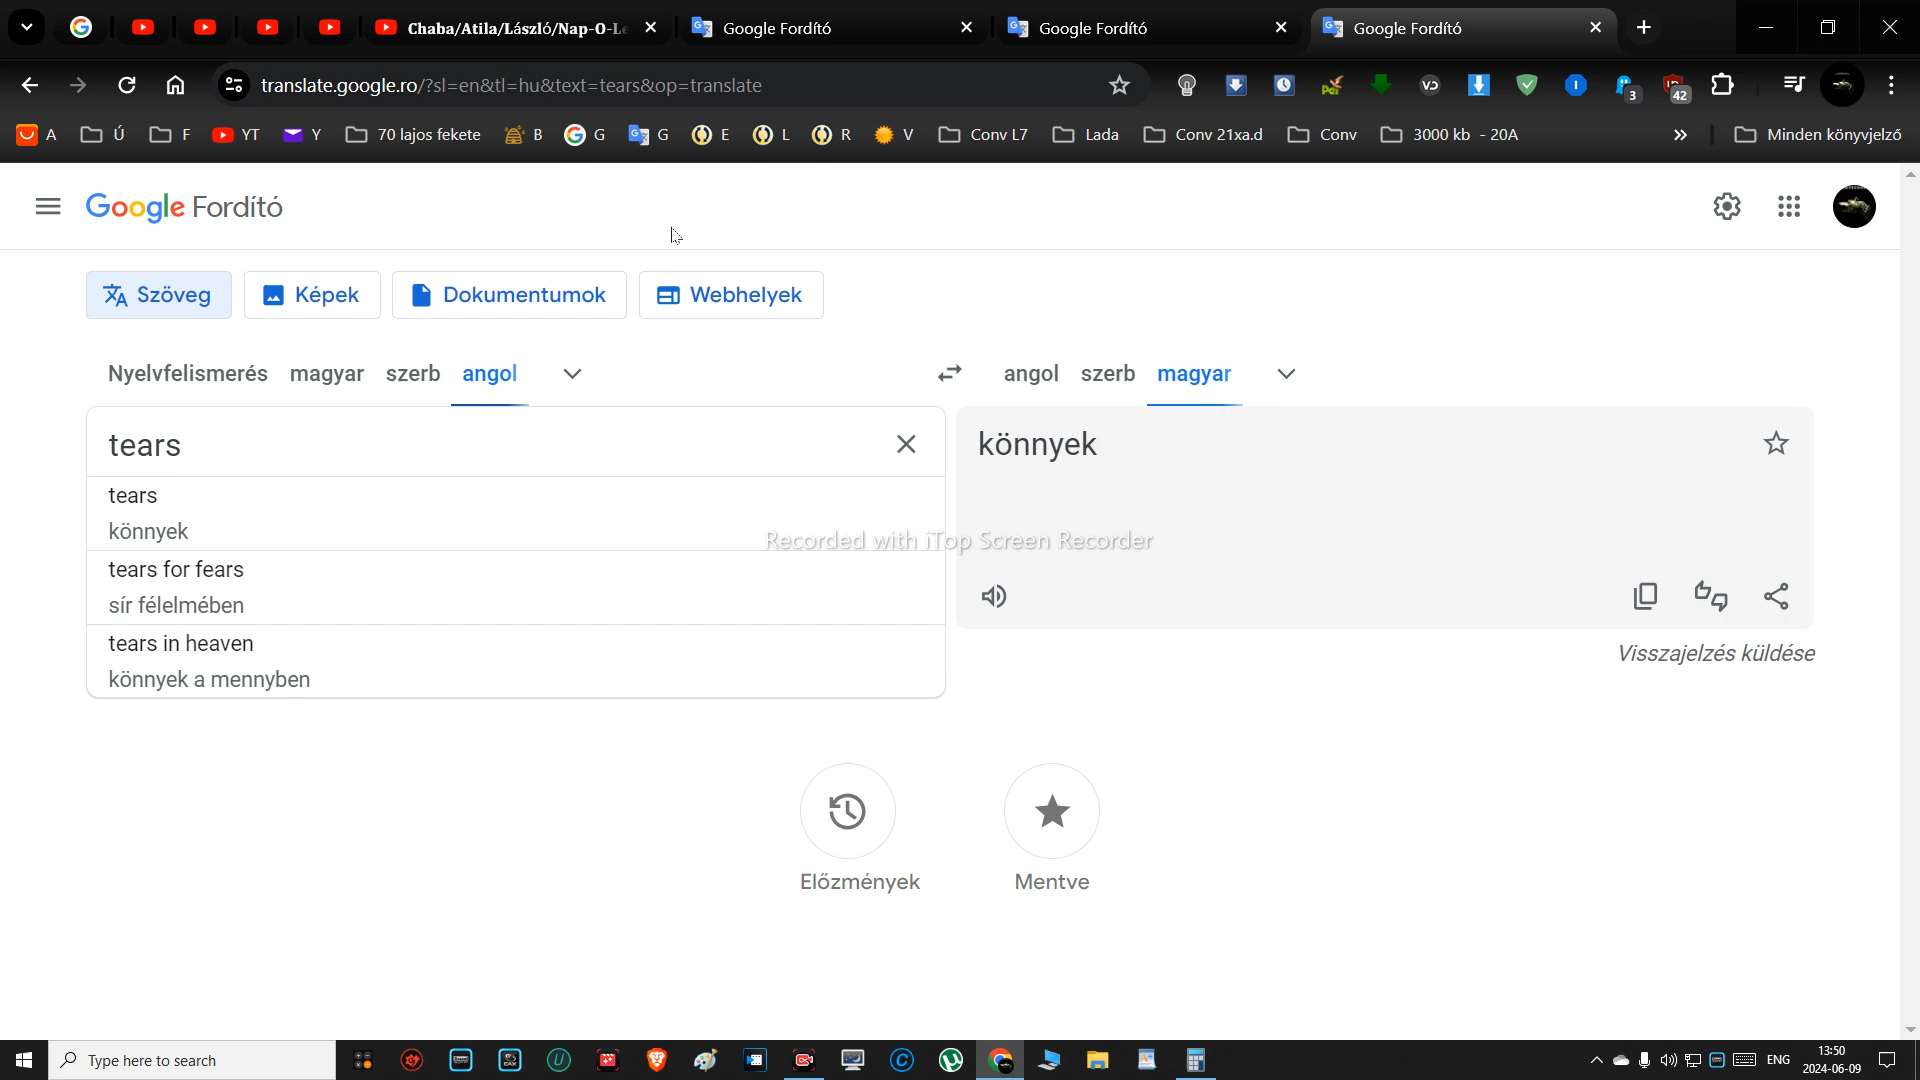 Chaba/Atila/László/Nap-O-Le
Google Fordító
Google Fordító
Google Fordító
translate.google.ro/?sl=en&tl=hu&text=tears&op=translate
3
42
A
Ú
F
YT
Y
70 lajos fekete
B
G
G
E
L
R
V
Conv L7
Lada
Conv 21xa.d
Conv
3000 kb - 20A
Minden könyvjelző
Google Fordító
Szöveg
Képek
Dokumentumok
Webhelyek
Nyelvfelismerés magyar szerb angol
angol szerb magyar
tears
könnyek
tears
könnyek
tears for fears
sír félelmében
tears in heaven
könnyek a mennyben
Recorded with iTop Screen Recorder
Visszajelzés küldése
Előzmények
Mentve
Type here to search
ENG
13:50
2024-06-09